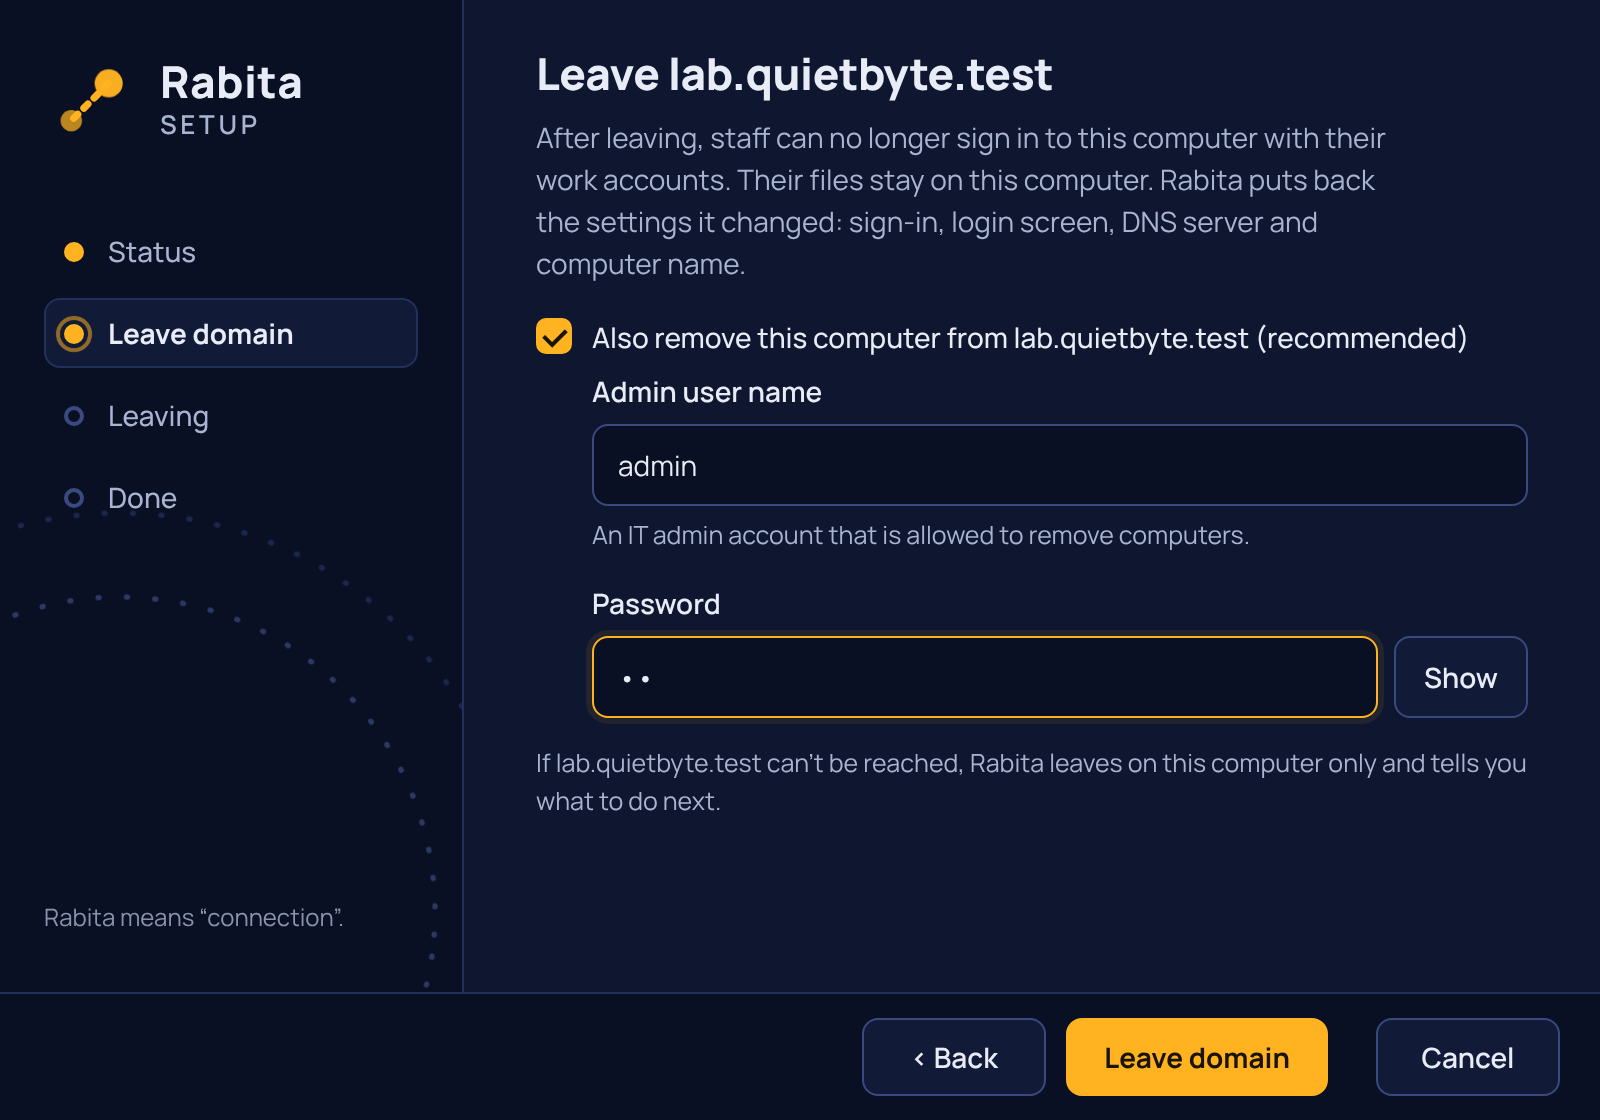 Rabita
SETUP
Status
Leave domain
Leaving
Done
Rabita means “connection”.
Leave lab.quietbyte.test
After leaving, staff can no longer sign in to this computer with their
work accounts. Their files stay on this computer. Rabita puts back
the settings it changed: sign-in, login screen, DNS server and
computer name.
Also remove this computer from lab.quietbyte.test (recommended)
Admin user name
admin
An IT admin account that is allowed to remove computers.
Password
••
Show
If lab.quietbyte.test can’t be reached, Rabita leaves on this computer only and tells you
what to do next.
‹ Back
Leave domain
Cancel